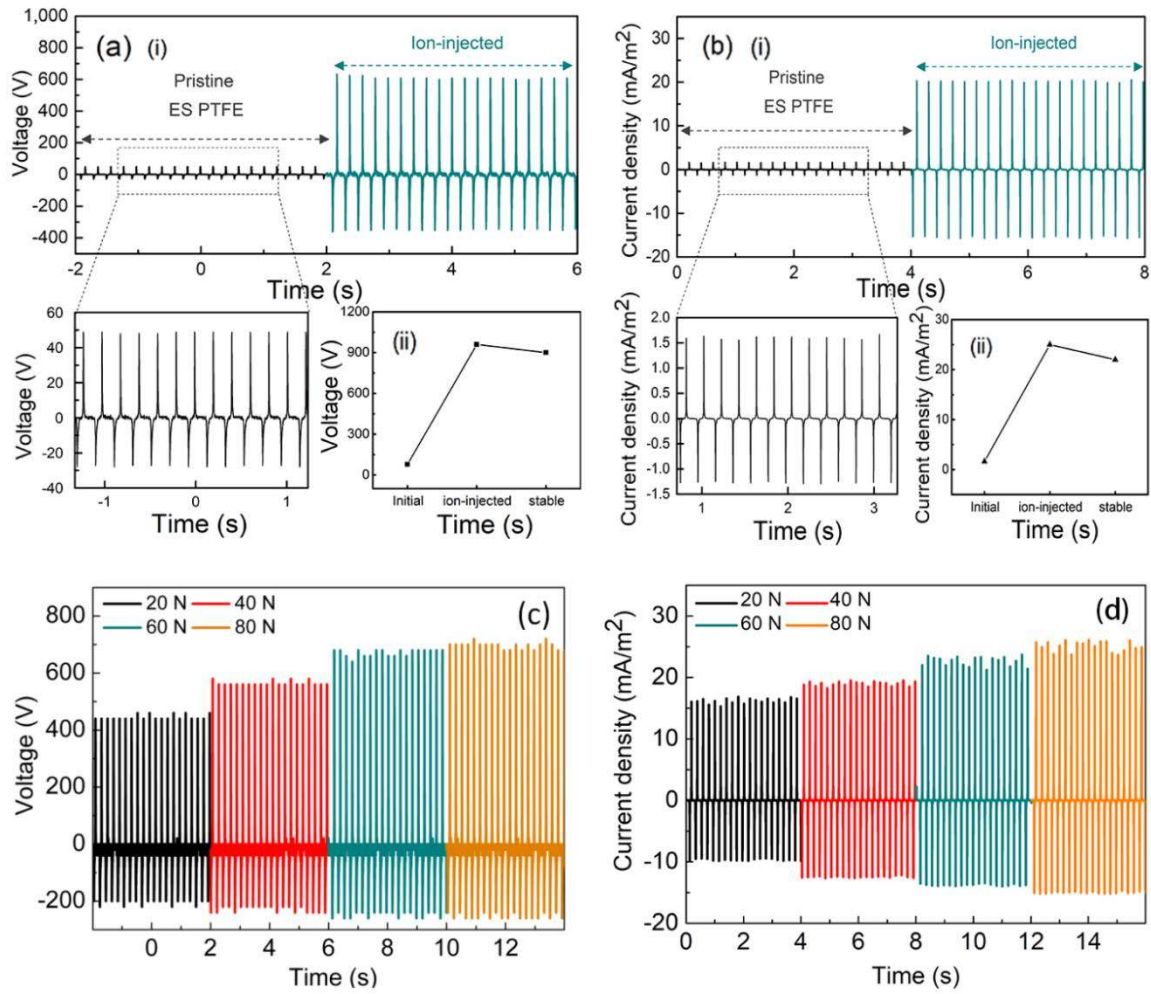 (a) (i)
Voltage (V)
1,000
800
600
400
200
0
-200
-400
Pristine
ES PTFE
Ion-injected
-2 0 2 4 6
Time (s)
(b) (i)
Current density (mA/m²)
35
30
20
10
0
-10
-20
Pristine
ES PTFE
Ion-injected
0 2 4 6 8
Time (s)
Voltage (V)
60
40
20
0
-20
-40
-1 0 1
Time (s)
(ii)
Voltage (V)
1200
900
600
300
0
Initial ion-injected stable
Time (s)
Current density (mA/m²)
2.0
1.5
1.0
0.5
0.0
-0.5
-1.0
-1.5
1 2 3
Time (s)
(ii)
Current density (mA/m²)
30
20
10
0
Initial ion-injected stable
Time (s)
(c)
20 N 40 N
60 N 80 N
Voltage (V)
800
600
400
200
0
-200
0 2 4 6 8 10 12
Time (s)
(d)
20 N 40 N
60 N 80 N
Current density (mA/m²)
30
20
10
0
-10
-20
0 2 4 6 8 10 12 14
Time (s)